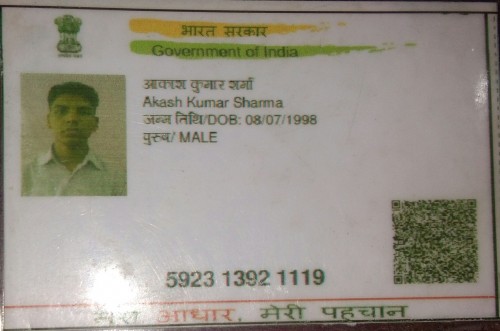 भारत सरकार
Government of India
आकाश कुमार शर्मा
Akash Kumar Sharma
जन्म तिथि/DOB: 08/07/1998
पुरुष/ MALE
5923 1392 1119
मेरा आधार, मेरी पहचान